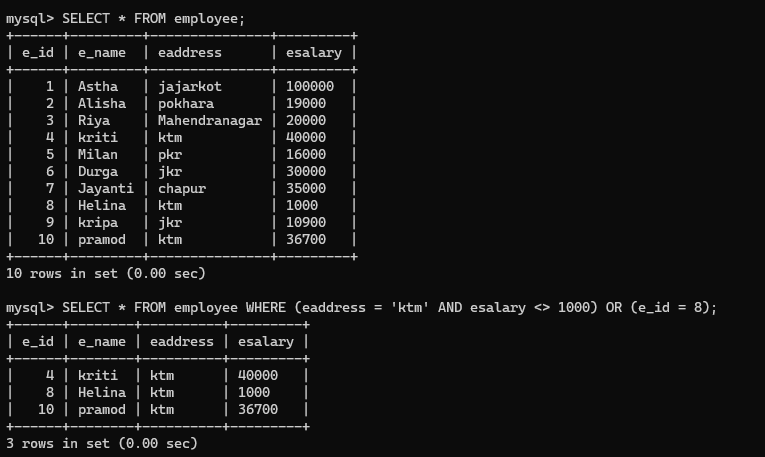 mysql> SELECT * FROM employee;
+------+---------+---------------+---------+
| e_id | e_name  | eaddress      | esalary |
+------+---------+---------------+---------+
|    1 | Astha   | jajarkot      | 100000  |
|    2 | Alisha  | pokhara       | 19000   |
|    3 | Riya    | Mahendranagar | 20000   |
|    4 | kriti   | ktm           | 40000   |
|    5 | Milan   | pkr           | 16000   |
|    6 | Durga   | jkr           | 30000   |
|    7 | Jayanti | chapur        | 35000   |
|    8 | Helina  | ktm           | 1000    |
|    9 | kripa   | jkr           | 10900   |
|   10 | pramod  | ktm           | 36700   |
+------+---------+---------------+---------+
10 rows in set (0.00 sec)
mysql> SELECT * FROM employee WHERE (eaddress = 'ktm' AND esalary <> 1000) OR (e_id = 8);
+------+--------+----------+---------+
| e_id | e_name | eaddress | esalary |
+------+--------+----------+---------+
|    4 | kriti  | ktm      | 40000   |
|    8 | Helina | ktm      | 1000    |
|   10 | pramod | ktm      | 36700   |
+------+--------+----------+---------+
3 rows in set (0.00 sec)